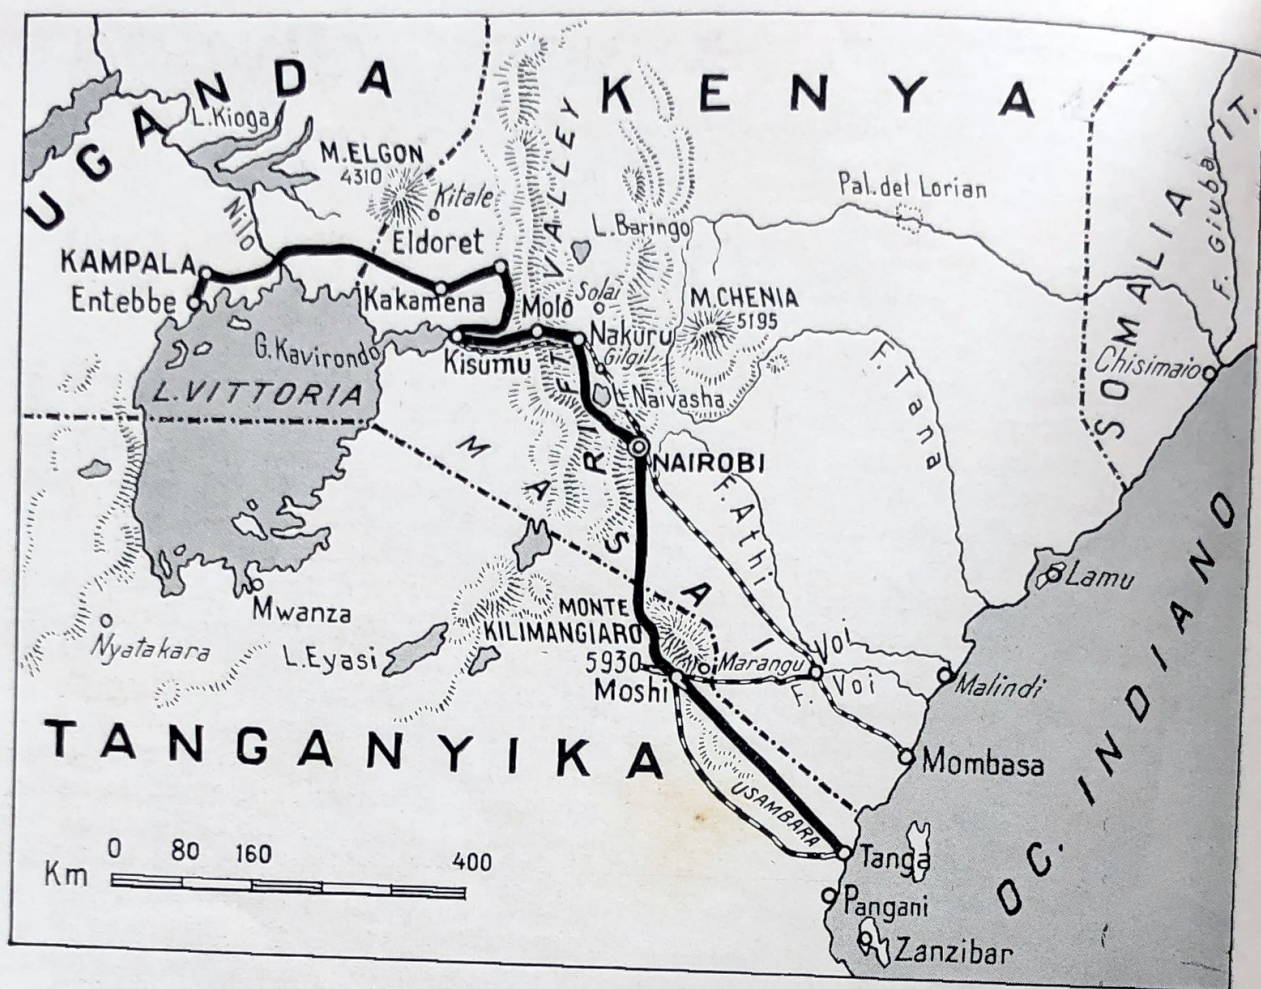 UGANDA
KENYA
L.Kioga
M.ELGON
4310
Kitale
VALLEY
Pal.del Lorian
SOMALIA IT.
F. Giuba
Nilo
Eldoret
L.Baringo
KAMPALA
Entebbe
Kakamena
Molo
Solai
M.CHENIA
5195
G.Kavirondo
Kisumu
Nakuru
Gilgil
RIFT
Chisimaio
L.VITTORIA
L.Naivasha
F. Tana
MASAI
NAIROBI
F. Athi
Lamu
Mwanza
MONTE
KILIMANGIARO
5930
Nyatakara
L.Eyasi
Marangu
Voi
F. Voi
Moshi
Malindi
TANGANYIKA
Mombasa
USAMBARA
OC. INDIANO
Tanga
Km
0 80 160 400
Pangani
Zanzibar